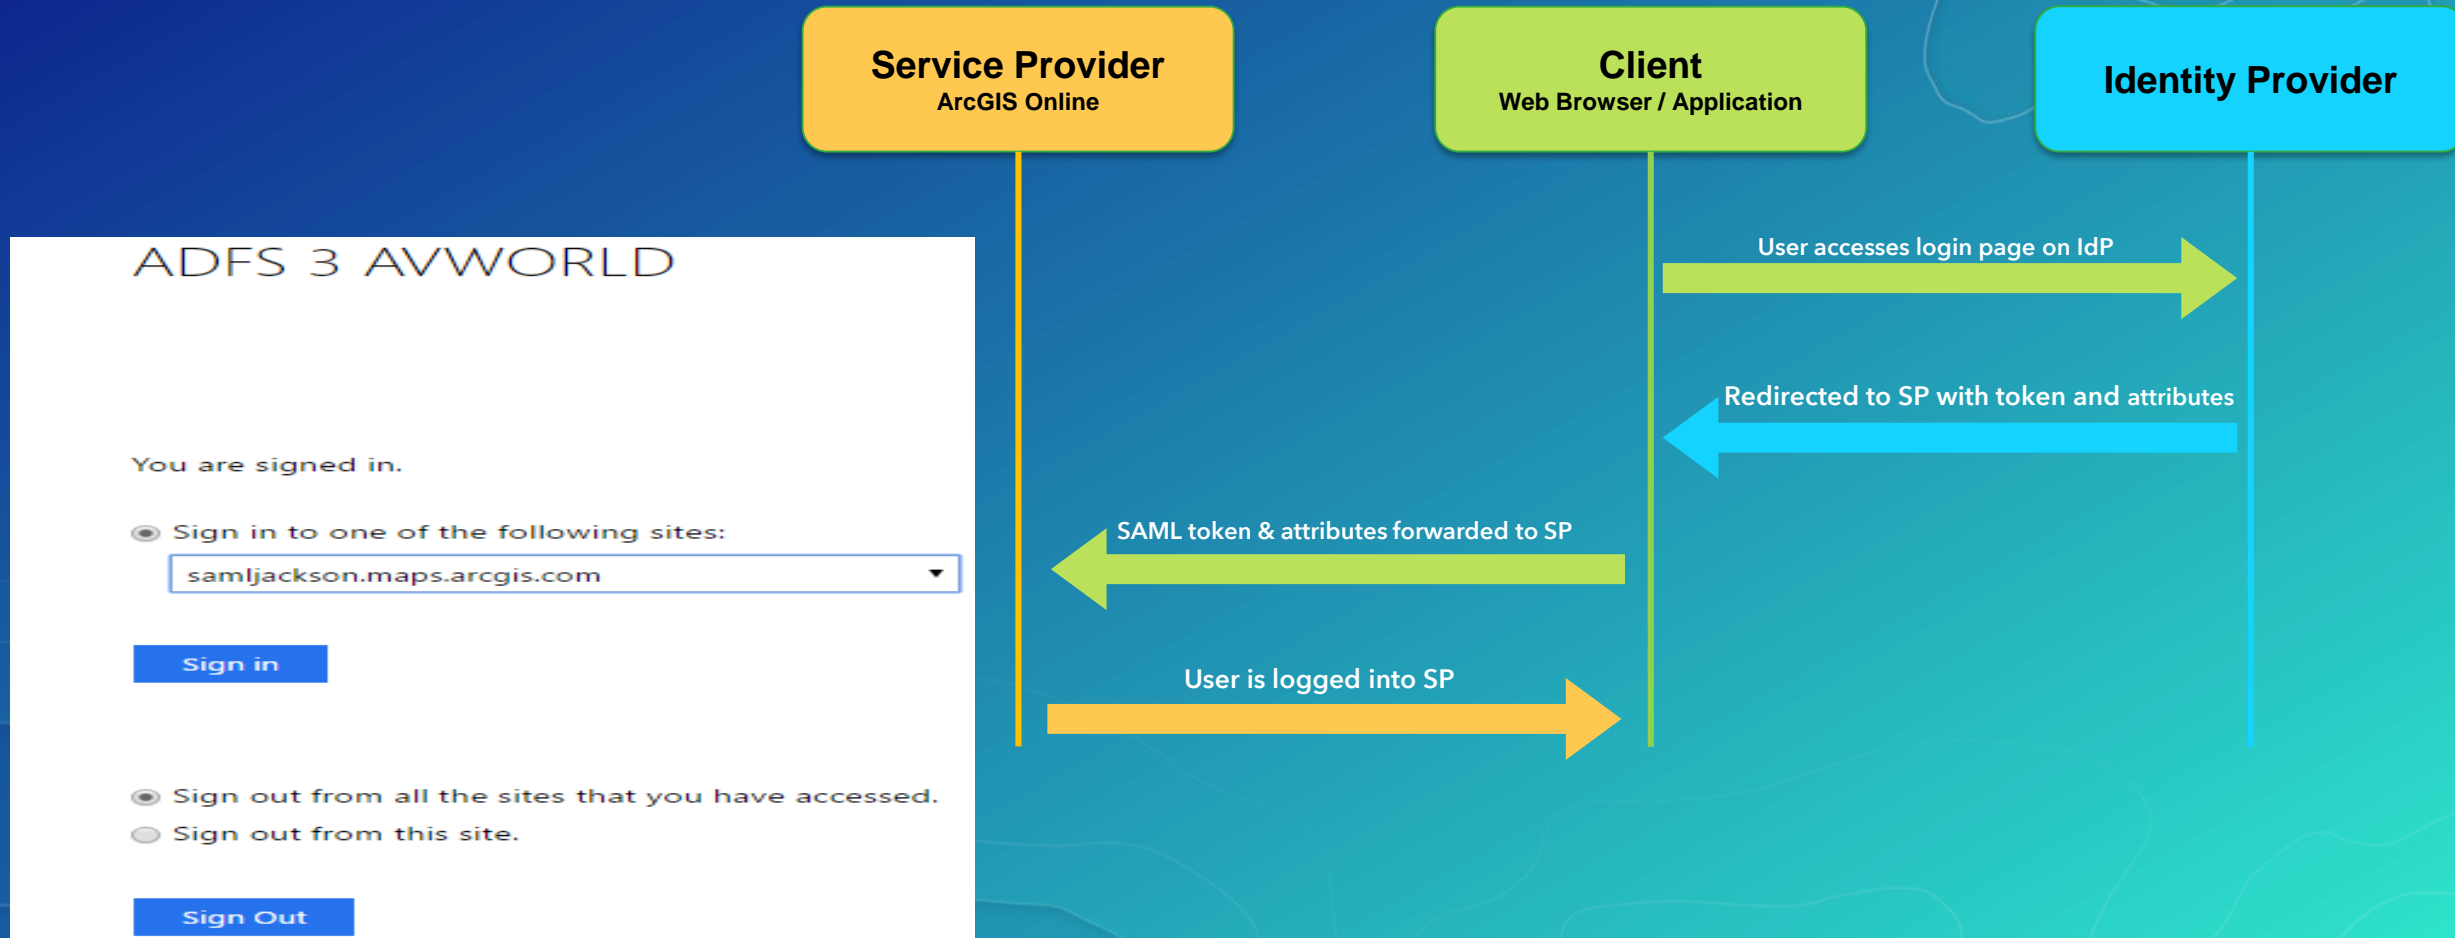 Service Provider
ArcGIS Online
Client
Web Browser / Application
Identity Provider
ADFS 3 AVWORLD
You are signed in.
Sign in to one of the following sites:
samljackson.maps.arcgis.com
Sign in
Sign out from all the sites that you have accessed.
Sign out from this site.
Sign Out
User accesses login page on IdP
Redirected to SP with token and attributes
SAML token & attributes forwarded to SP
User is logged into SP